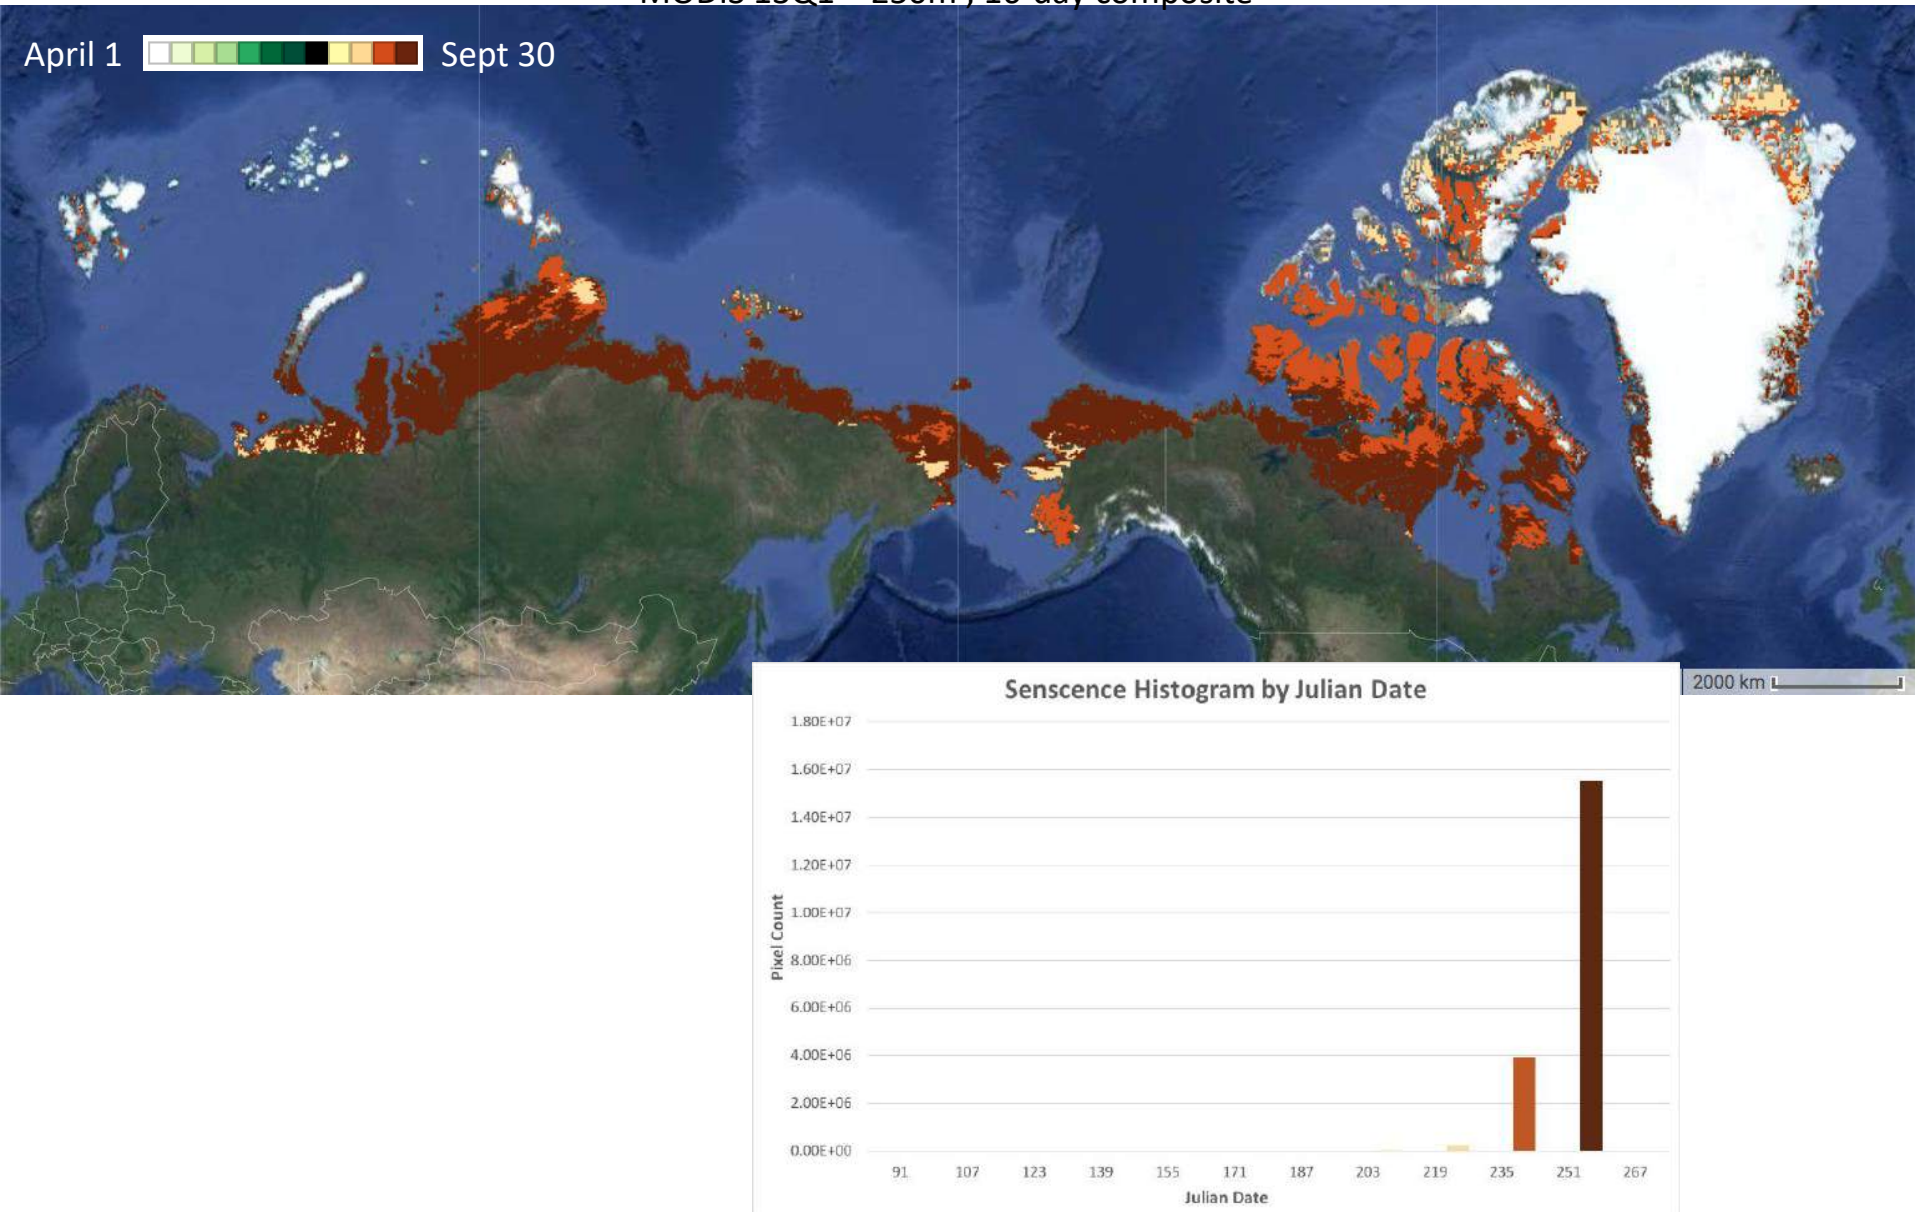 April 1
Sept 30
2000 km
Senscence Histogram by Julian Date
1.80E+07
1.60E+07
1.40E+07
1.20E+07
1.00E+07
8.00E+06
6.00E+06
4.00E+06
2.00E+06
0.00E+00
Pixel Count
91 107 123 139 155 171 187 203 219 235 251 267
Julian Date